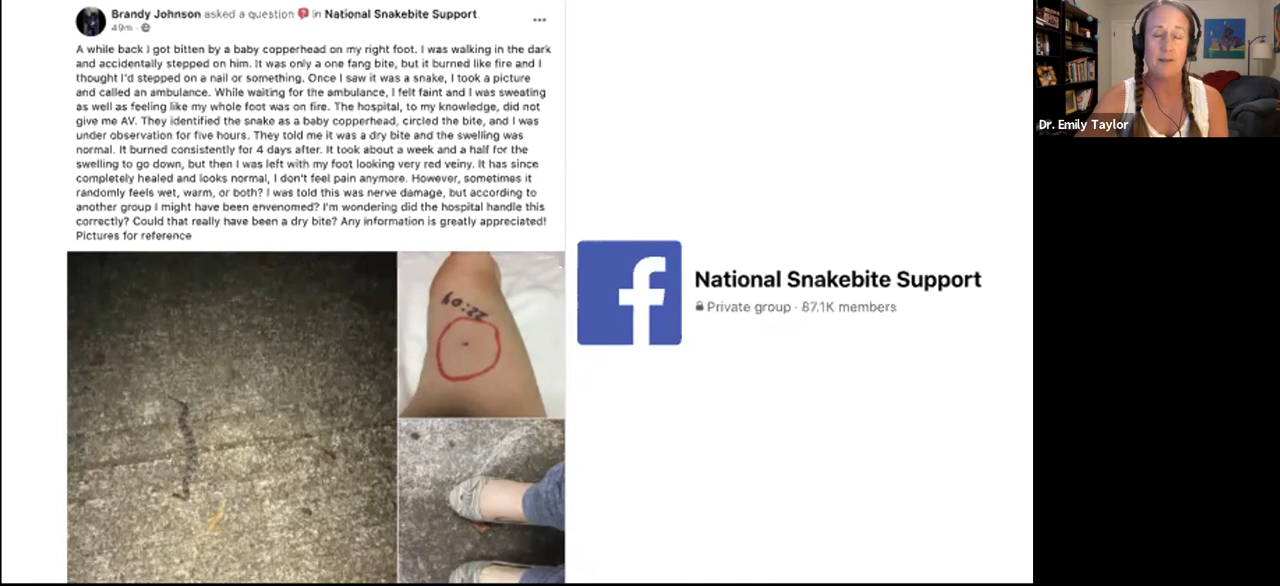 Brandy Johnson asked a question in National Snakebite Support.
49m
A while back I got bitten by a baby copperhead on my right foot. I was walking in the dark
and accidentally stepped on him. It was only a one fang bite, but it burned like fire and I
thought I'd stepped on a nail or something. Once I saw it was a snake, I took a picture
and called an ambulance. While waiting for the ambulance, I felt faint and I was sweating
as well as feeling like my whole foot was on fire. The hospital, to my knowledge, did not
give me AV. They identified the snake as a baby copperhead, circled the bite, and I was
under observation for five hours. They told me it was a dry bite and the swelling was
normal. It burned consistently for 4 days after. It took about a week and a half for the
swelling to go down, but then I was left with my foot looking very red veiny. It has since
completely healed and looks normal, I don't feel pain anymore. However, sometimes it
randomly feels wet, warm, or both? I was told this was nerve damage, but according to
another group I might have been envenomed? I'm wondering did the hospital handle this
correctly? Could that really have been a dry bite? Any information is greatly appreciated!
Pictures for reference
22:09
National Snakebite Support
Private group · 87.1K members
Dr. Emily Taylor